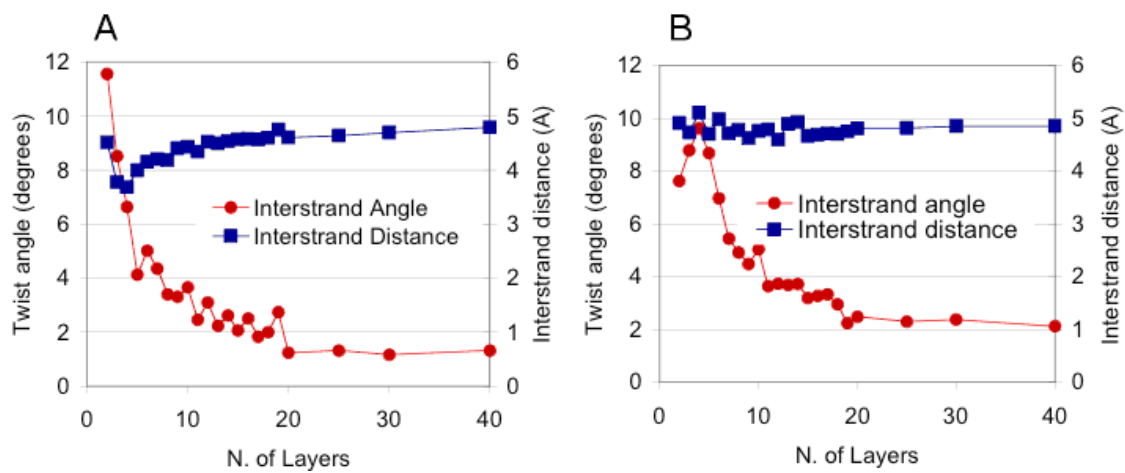 A
12
10
8
6
4
2
0
Twist angle (degrees)
6
5
4
3
2
1
0
Interstrand distance (A)
Interstrand Angle
Interstrand Distance
0 10 20 30 40
N. of Layers
B
12
10
8
6
4
2
0
Twist angle (degrees)
6
5
4
3
2
1
0
Interstrand distance (A)
Interstrand angle
Interstrand distance
0 10 20 30 40
N. of Layers